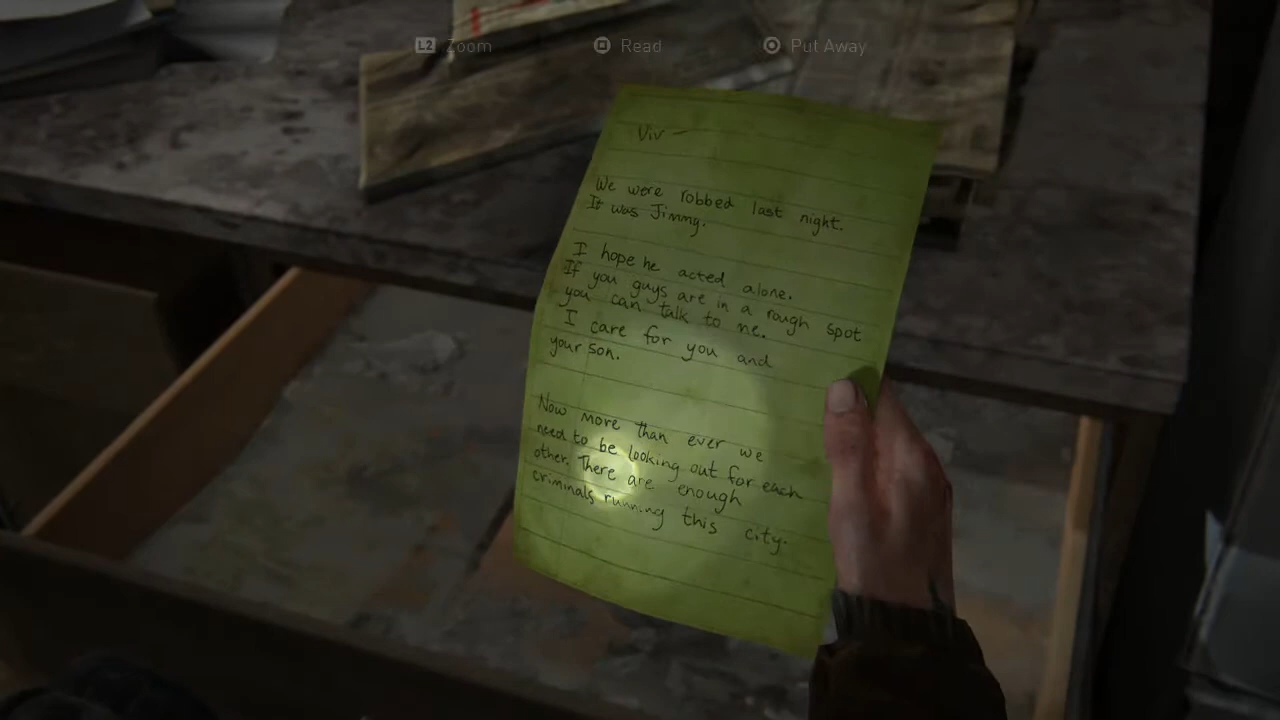 L2 Zoom
Read
Put Away
Viv -
We were robbed last night.
It was Jimmy.
I hope he acted alone.
If you guys are in a rough spot
you can talk to me.
I care for you and
your son.
Now more than ever we
need to be looking out for each
other. There are enough
criminals running this city.